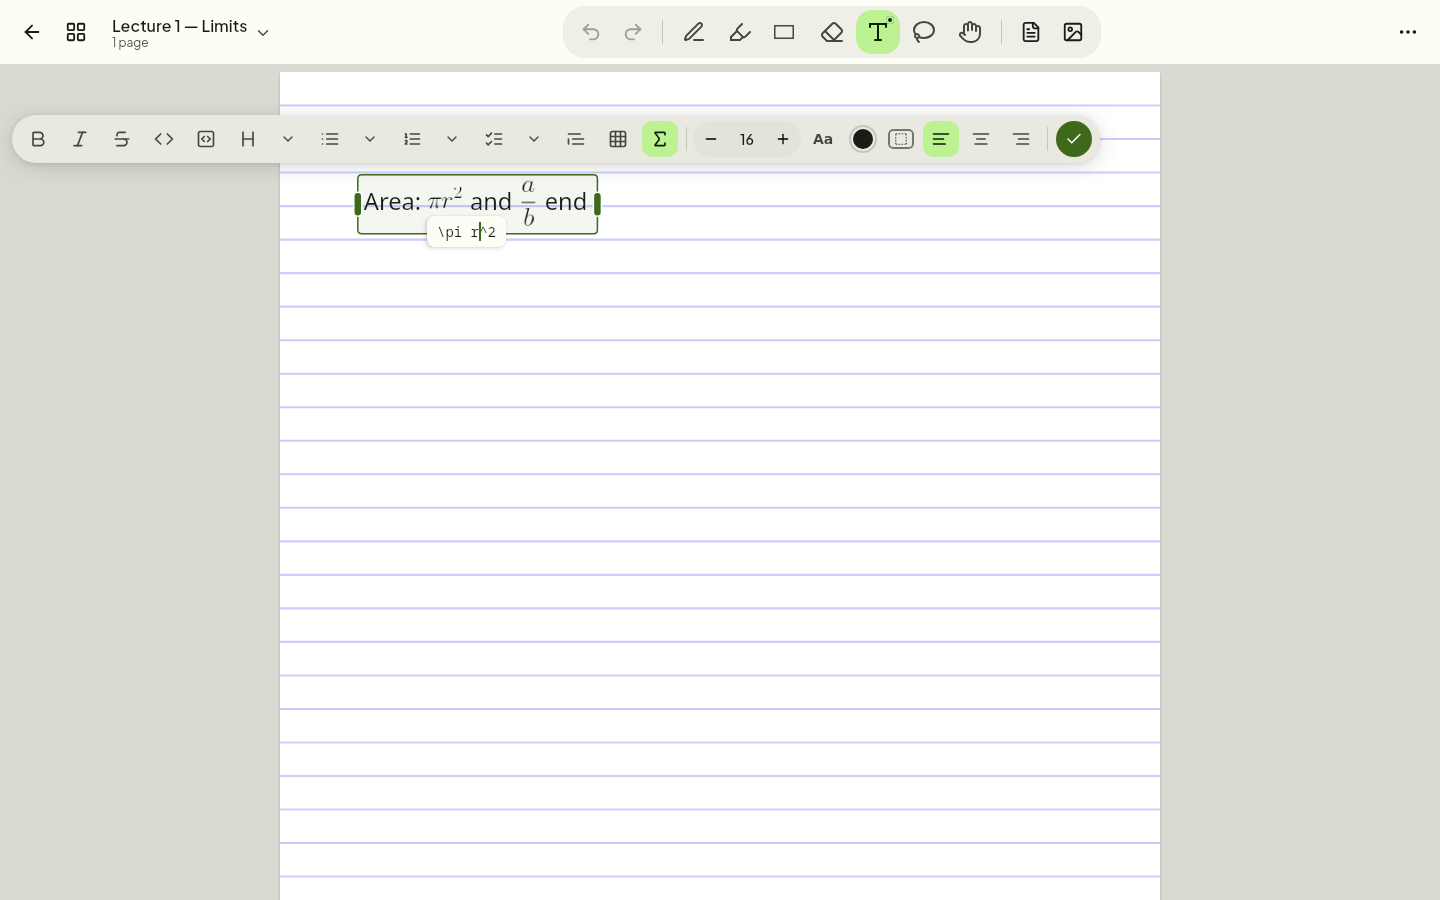 Lecture 1 — Limits
1 page
16
Aa
Area: πr² and a/b end
\pi r^2